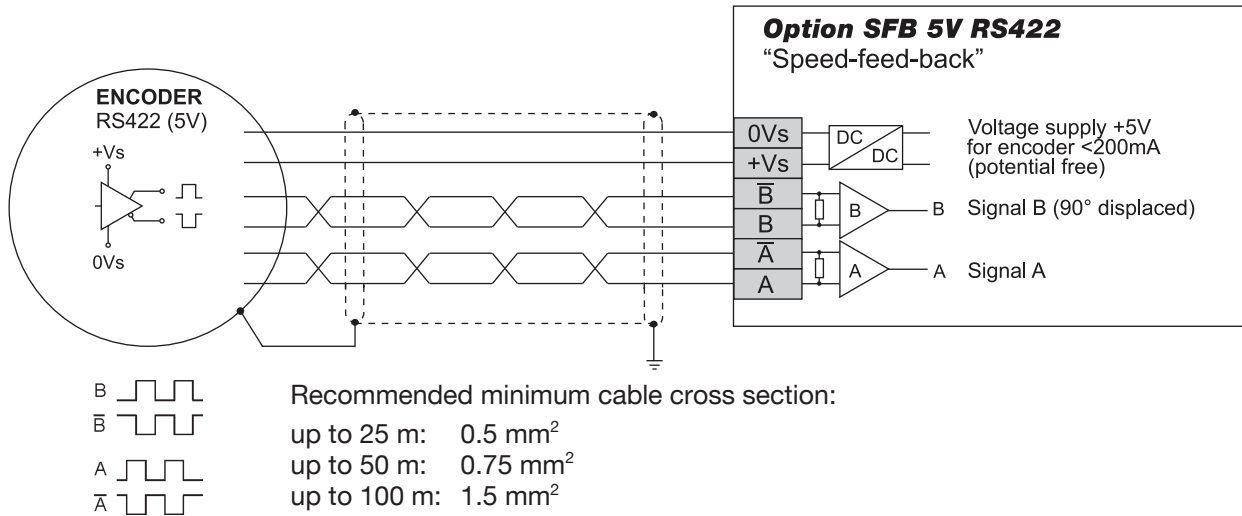 Option SFB 5V RS422
“Speed-feed-back”
ENCODER
RS422 (5V)
+Vs
0Vs
0Vs
+Vs
B̅
B
A̅
A
DC
DC
Voltage supply +5V
for encoder <200mA
(potential free)
B
B
Signal B (90° displaced)
A
A
Signal A
B
B̅
A
A̅
Recommended minimum cable cross section:
up to 25 m: 0.5 mm²
up to 50 m: 0.75 mm²
up to 100 m: 1.5 mm²